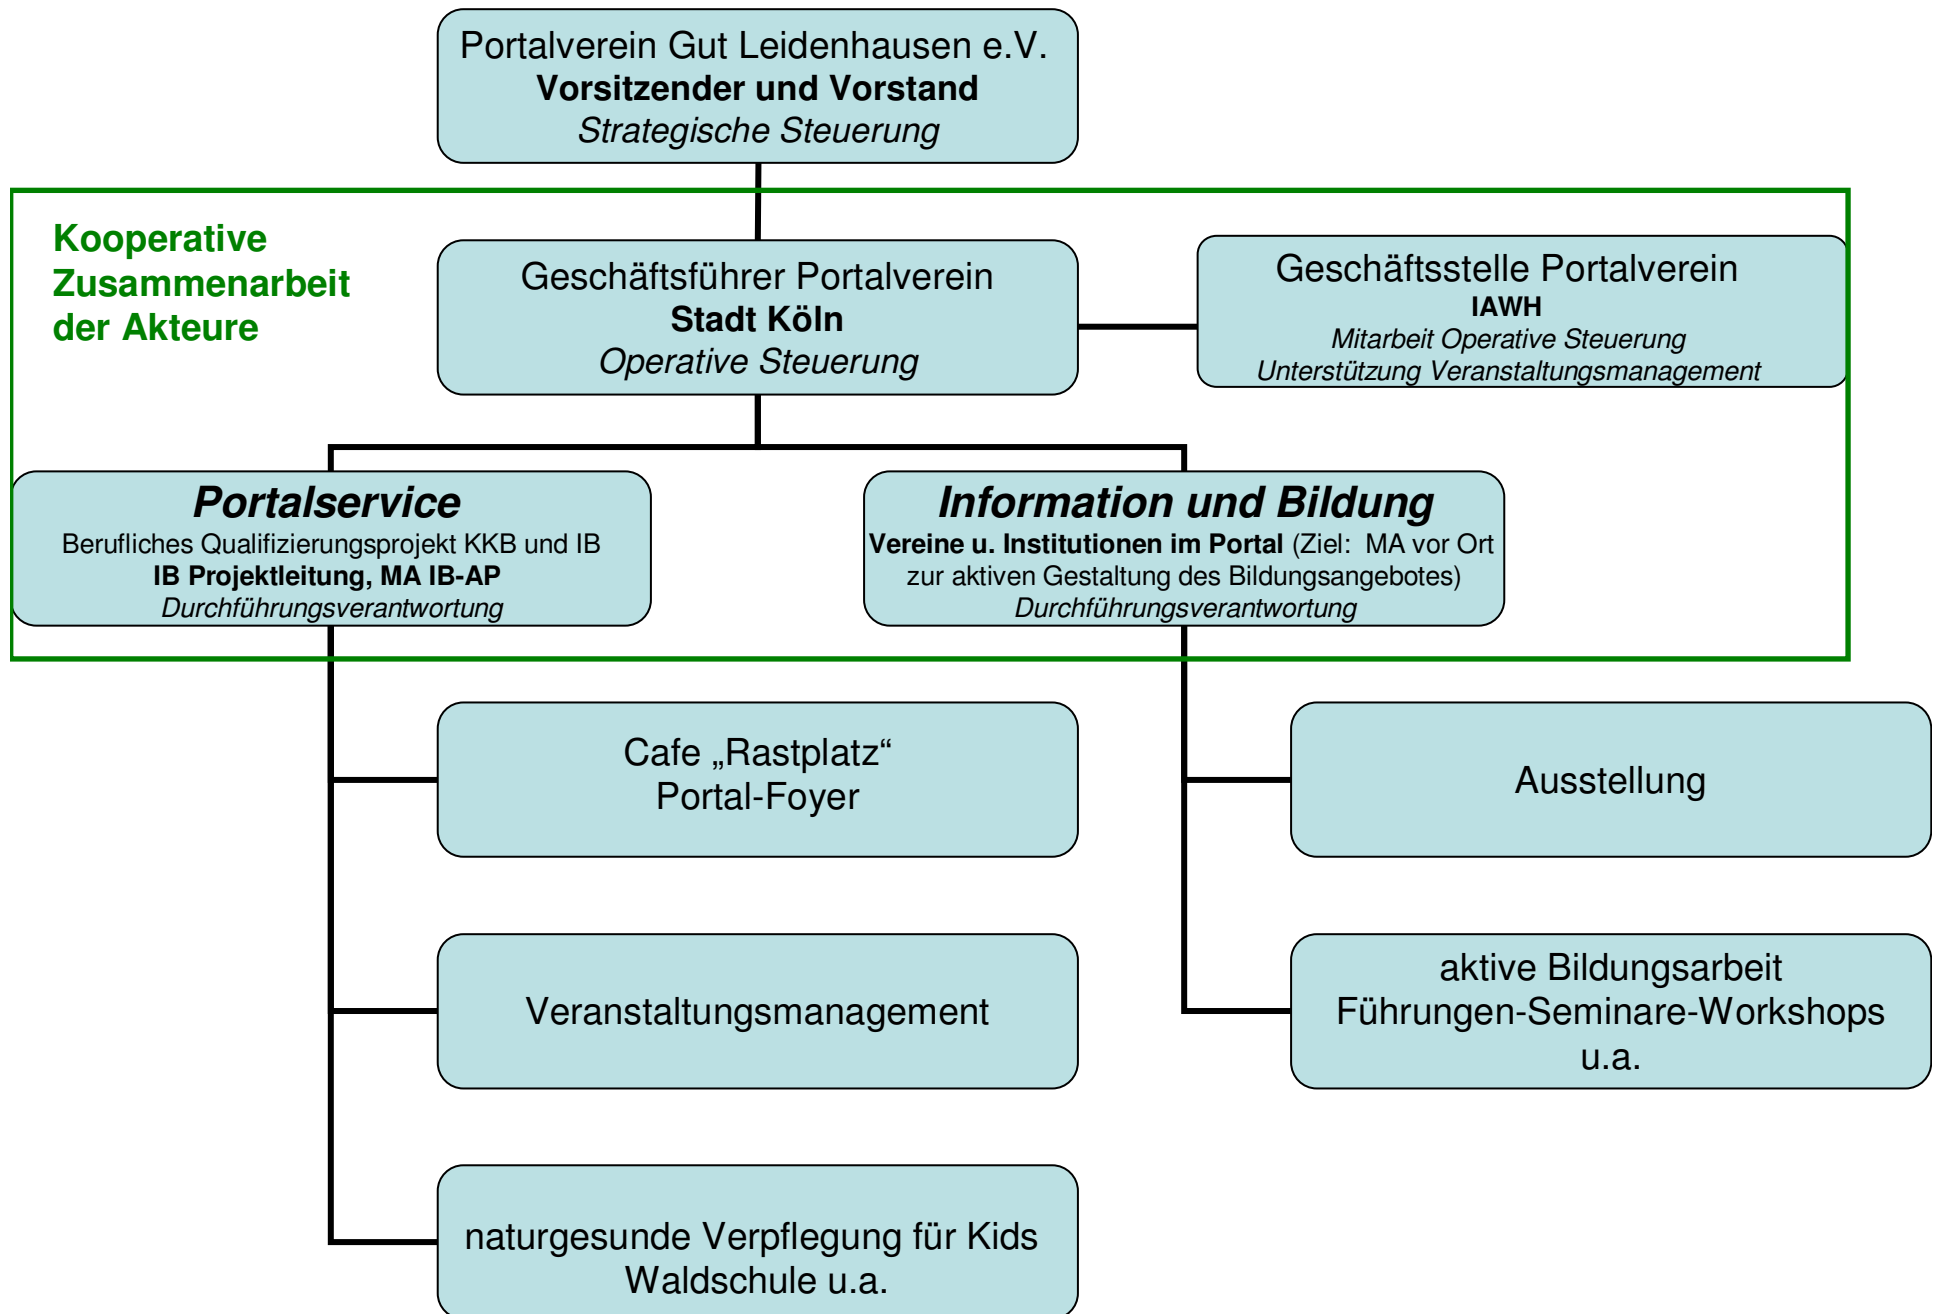 Portalverein Gut Leidenhausen e.V.
Vorsitzender und Vorstand
Strategische Steuerung
Kooperative
Zusammenarbeit
der Akteure
Geschäftsführer Portalverein
Stadt Köln
Operative Steuerung
Geschäftsstelle Portalverein
IAWH
Mitarbeit Operative Steuerung
Unterstützung Veranstaltungsmanagement
Portalservice
Berufliches Qualifizierungsprojekt KKB und IB
IB Projektleitung, MA IB-AP
Durchführungsverantwortung
Information und Bildung
Vereine u. Institutionen im Portal (Ziel: MA vor Ort
zur aktiven Gestaltung des Bildungsangebotes)
Durchführungsverantwortung
Cafe „Rastplatz“
Portal-Foyer
Ausstellung
Veranstaltungsmanagement
aktive Bildungsarbeit
Führungen-Seminare-Workshops
u.a.
naturgesunde Verpflegung für Kids
Waldschule u.a.